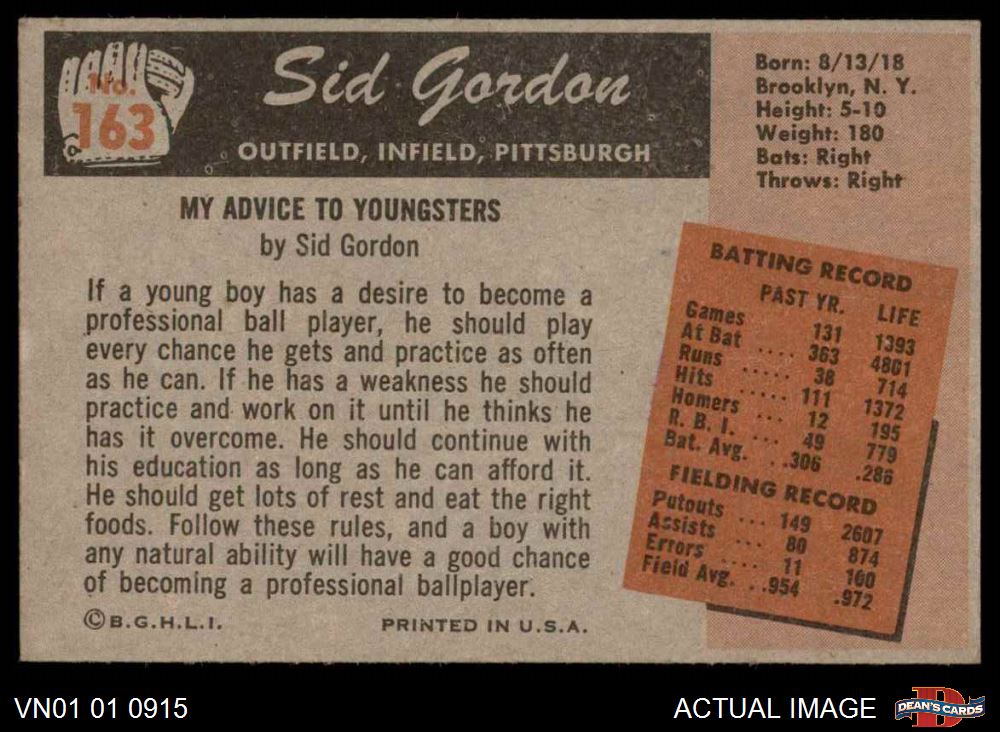 No.
163
Sid Gordon
OUTFIELD, INFIELD, PITTSBURGH
Born: 8/13/18
Brooklyn, N. Y.
Height: 5-10
Weight: 180
Bats: Right
Throws: Right
MY ADVICE TO YOUNGSTERS
by Sid Gordon
If a young boy has a desire to become a
professional ball player, he should play
every chance he gets and practice as often
as he can. If he has a weakness he should
practice and work on it until he thinks he
has it overcome. He should continue with
his education as long as he can afford it.
He should get lots of rest and eat the right
foods. Follow these rules, and a boy with
any natural ability will have a good chance
of becoming a professional ballplayer.
©B.G.H.L.I. PRINTED IN U.S.A.
BATTING RECORD
PAST YR. LIFE
Games 131 1393
At Bat .... 363 4801
Runs ..... 38 714
Hits ..... 111 1372
Homers ... 12 195
R. B. I. ... 49 779
Bat. Avg. ..306 .286
FIELDING RECORD
Putouts ... 149 2607
Assists ... 80 874
Errors .... 11 100
Field Avg. ..954 .972
VN01 01 0915 ACTUAL IMAGE
D
DEAN'S CARDS